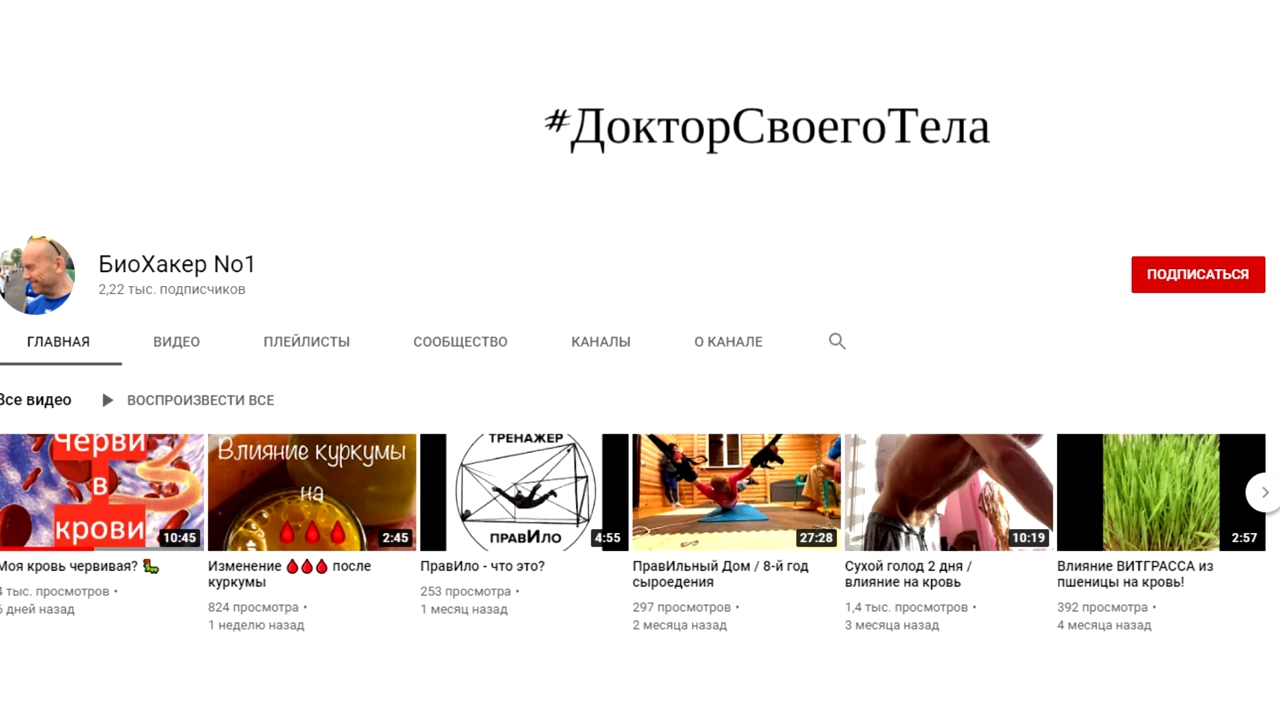 #ДокторСвоегоТела
БиоХакер No1
2,22 тыс. подписчиков
ПОДПИСАТЬСЯ
ГЛАВНАЯ ВИДЕО ПЛЕЙЛИСТЫ СООБЩЕСТВО КАНАЛЫ О КАНАЛЕ
Все видео ВОСПРОИЗВЕСТИ ВСЕ
Черви
в
крови
10:45
Влияние куркумы
на
2:45
ТРЕНАЖЕР
ПРАВИЛО
4:55
27:28
10:19
2:57
Моя кровь червивая?
тыс. просмотров •
дней назад
Изменение после
куркумы
824 просмотра •
1 неделю назад
ПравИло - что это?
253 просмотра •
1 месяц назад
ПравИльный Дом / 8-й год
сыроедения
297 просмотров •
2 месяца назад
Сухой голод 2 дня /
влияние на кровь
1,4 тыс. просмотров •
3 месяца назад
Влияние ВИТГРАССА из
пшеницы на кровь!
392 просмотра •
4 месяца назад